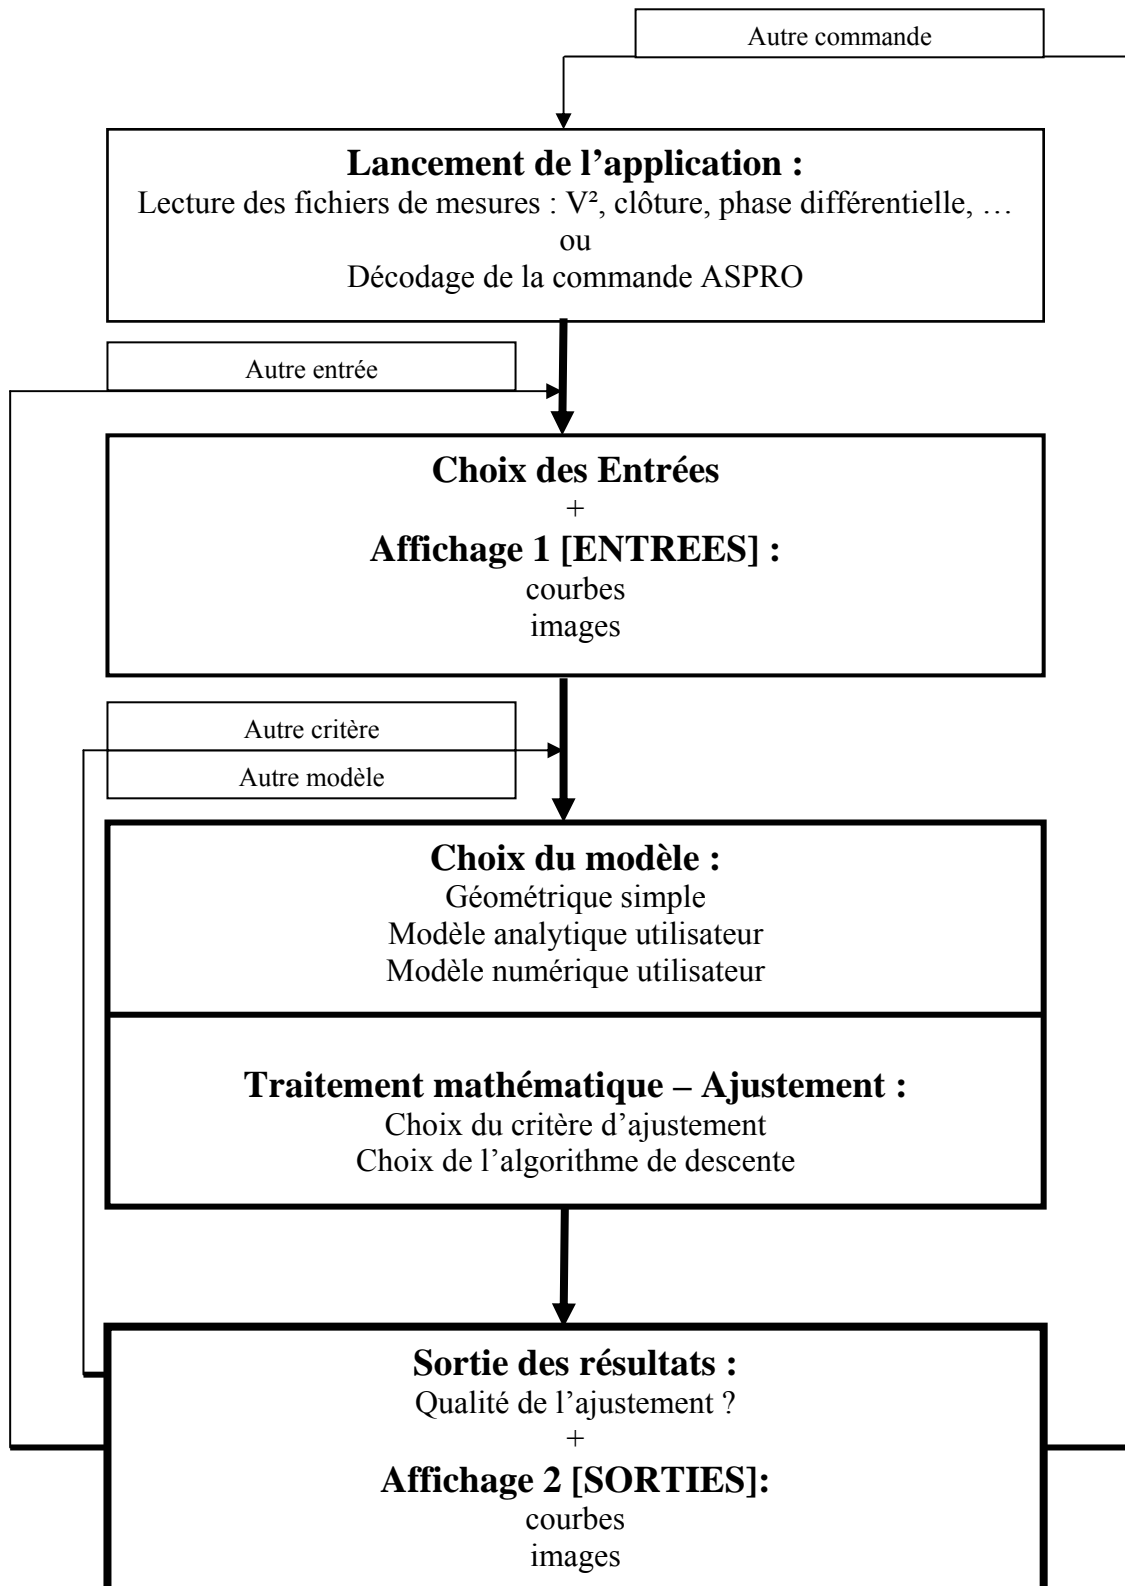 Autre commande
Lancement de l’application :
Lecture des fichiers de mesures : V², clôture, phase différentielle, …
ou
Décodage de la commande ASPRO
Autre entrée
Choix des Entrées
+
Affichage 1 [ENTREES] :
courbes
images
Autre critère
Autre modèle
Choix du modèle :
Géométrique simple
Modèle analytique utilisateur
Modèle numérique utilisateur
Traitement mathématique – Ajustement :
Choix du critère d’ajustement
Choix de l’algorithme de descente
Sortie des résultats :
Qualité de l’ajustement ?
+
Affichage 2 [SORTIES]:
courbes
images